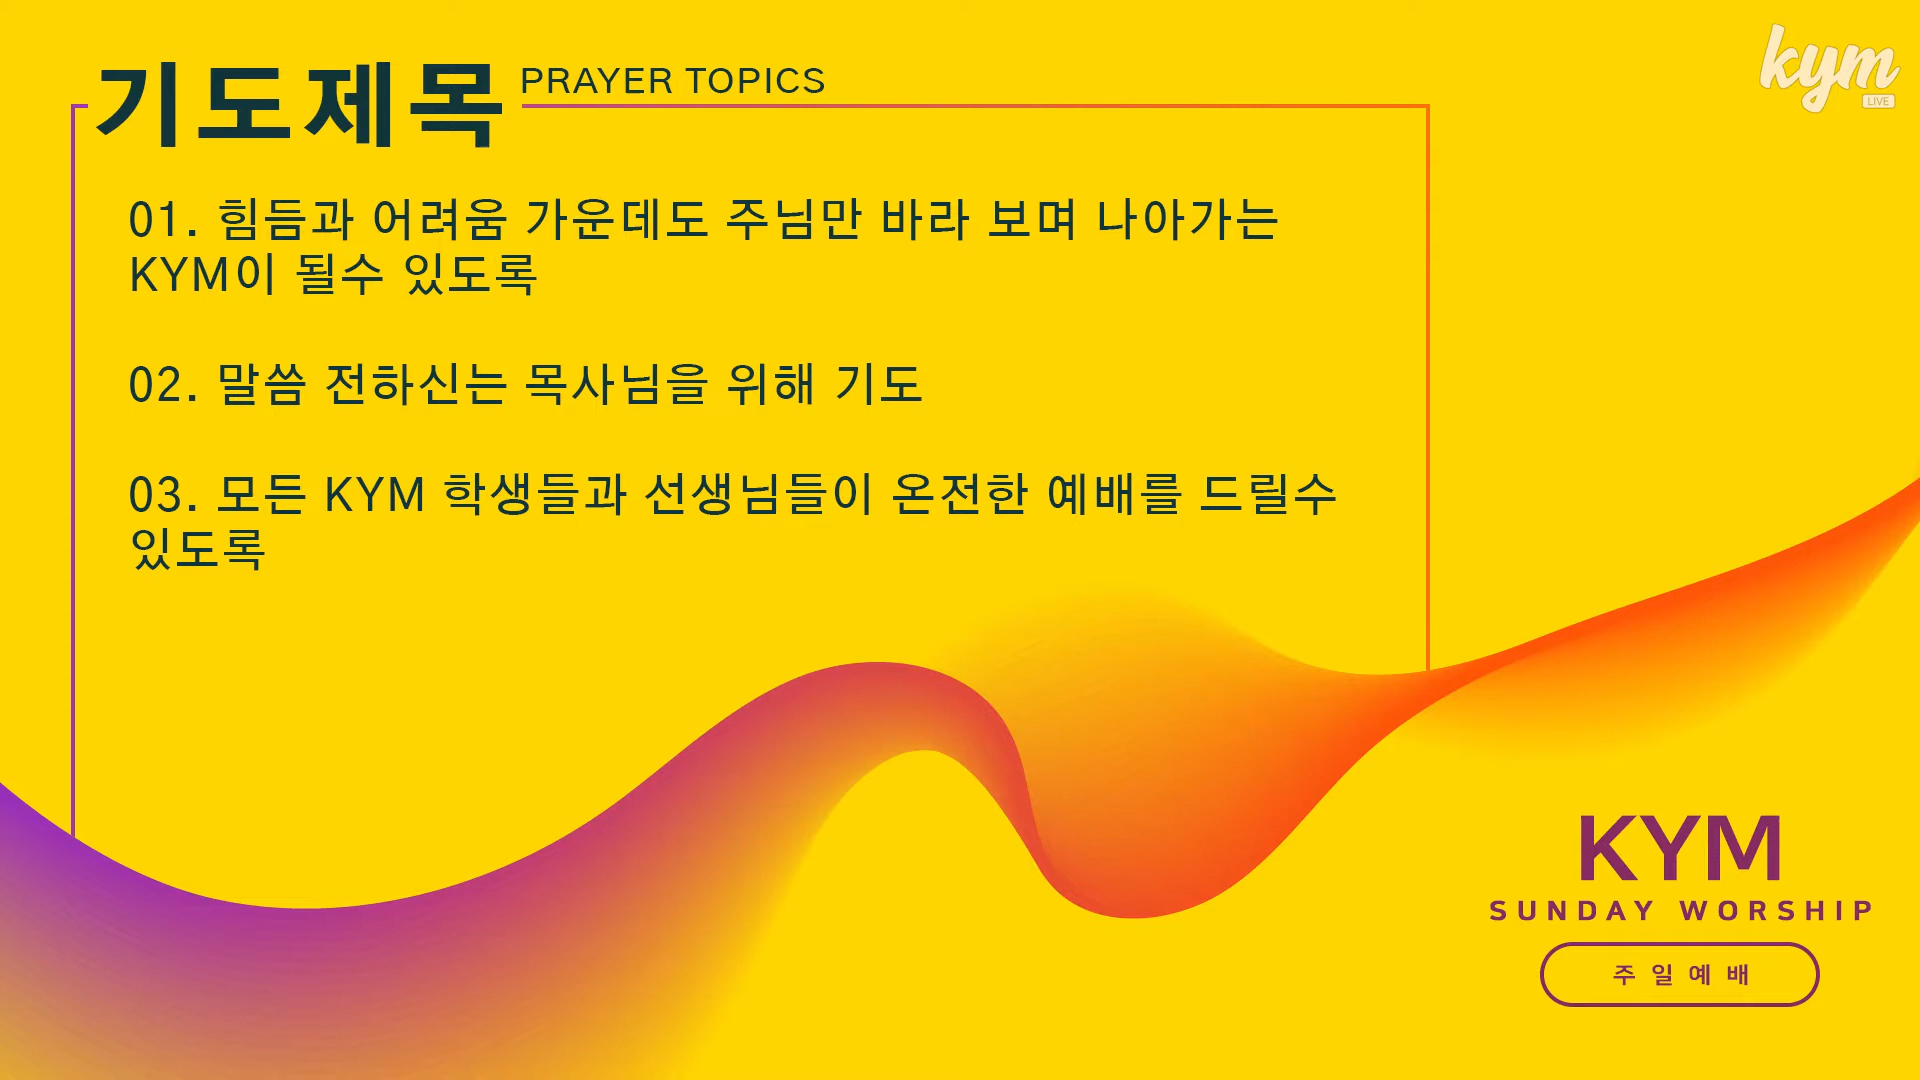 기도제목 PRAYER TOPICS
kym
LIVE
01. 힘듬과 어려움 가운데도 주님만 바라 보며 나아가는
KYM이 될수 있도록
02. 말씀 전하신는 목사님을 위해 기도
03. 모든 KYM 학생들과 선생님들이 온전한 예배를 드릴수
있도록
KYM
SUNDAY WORSHIP
주일예배